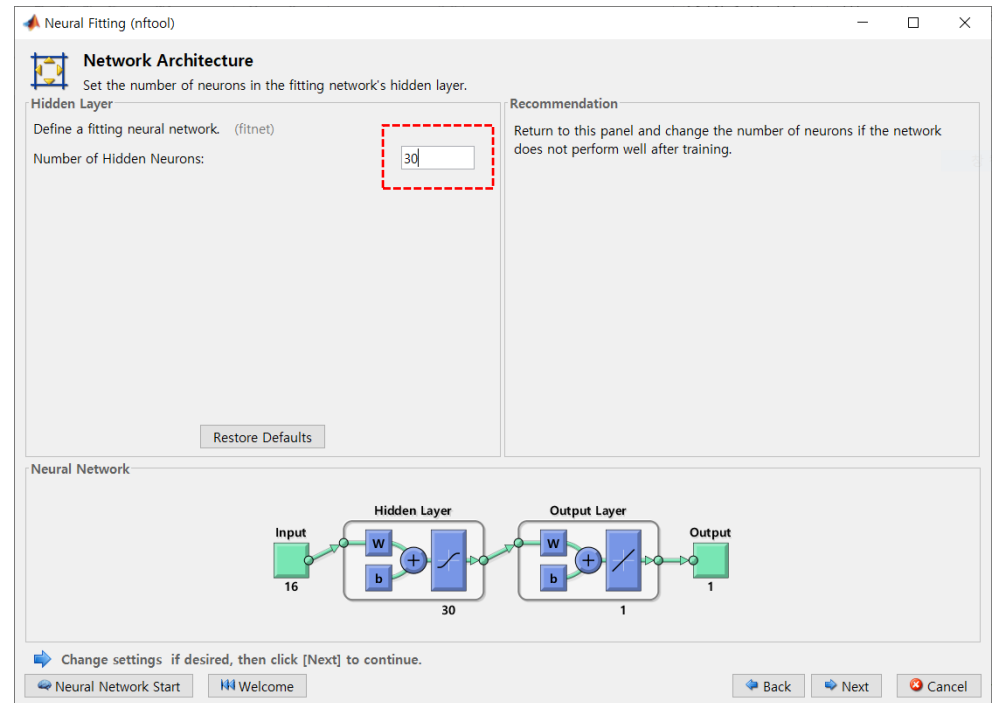 Neural Fitting (nftool)
Network Architecture
Set the number of neurons in the fitting network's hidden layer.
Hidden Layer
Define a fitting neural network. (fitnet)
Number of Hidden Neurons:
30
Restore Defaults
Recommendation
Return to this panel and change the number of neurons if the network
does not perform well after training.
Neural Network
Hidden Layer
Output Layer
Input
Output
W
b
+
W
b
+
16
30
1
1
Change settings if desired, then click [Next] to continue.
Neural Network Start
Welcome
Back
Next
Cancel